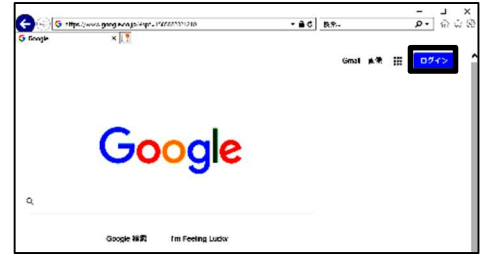 Google
Gmail 画像 ログイン
Google
Google 検索 I'm Feeling Lucky